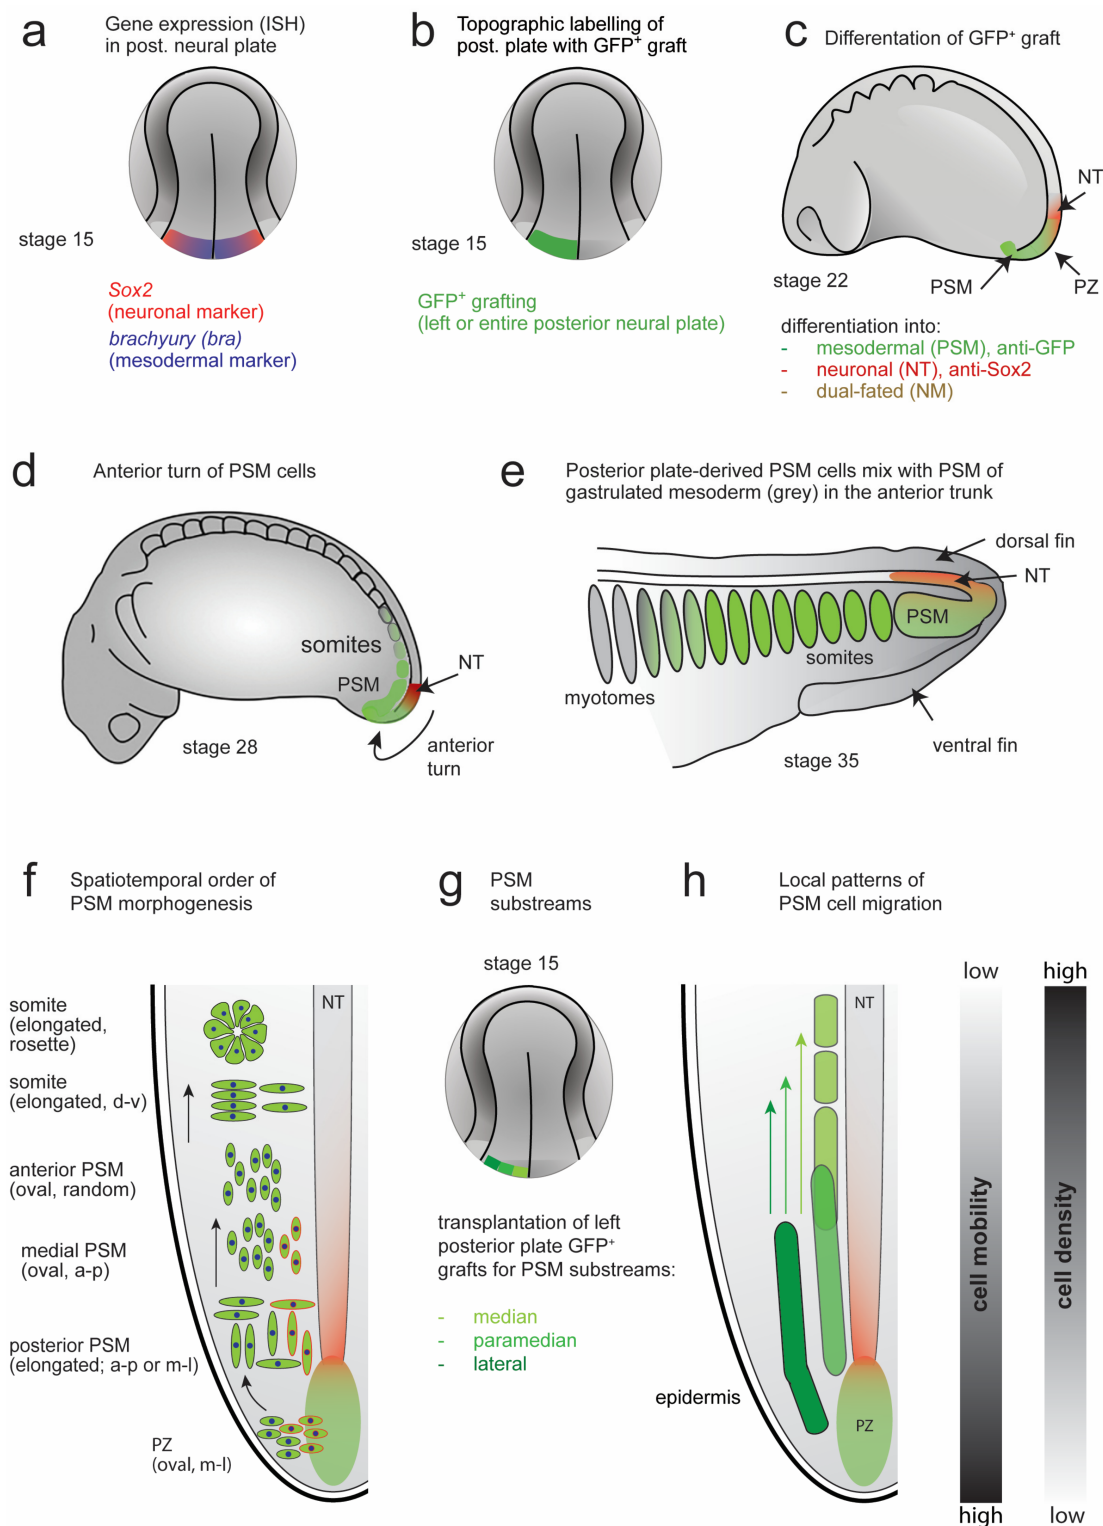 a
Gene expression (ISH)
in post. neural plate
stage 15
Sox2
(neuronal marker)
brachyury (bra)
(mesodermal marker)
b
Topographic labelling of
post. plate with GFP⁺ graft
stage 15
GFP⁺ grafting
(left or entire posterior neural plate)
c
Differentation of GFP⁺ graft
NT
PSM
PZ
stage 22
differentiation into:
- mesodermal (PSM), anti-GFP
- neuronal (NT), anti-Sox2
- dual-fated (NM)
d
Anterior turn of PSM cells
somites
PSM
NT
stage 28
anterior
turn
e
Posterior plate-derived PSM cells mix with PSM of
gastrulated mesoderm (grey) in the anterior trunk
dorsal fin
NT
PSM
somites
myotomes
ventral fin
stage 35
f
Spatiotemporal order of
PSM morphogenesis
NT
somite
(elongated,
rosette)
somite
(elongated, d-v)
anterior PSM
(oval, random)
medial PSM
(oval, a-p)
posterior PSM
(elongated; a-p or m-l)
PZ
(oval, m-l)
g
PSM
substreams
stage 15
transplantation of left
posterior plate GFP⁺
grafts for PSM substreams:
- median
- paramedian
- lateral
h
Local patterns of
PSM cell migration
NT
epidermis
PZ
low
cell mobility
high
high
cell density
low